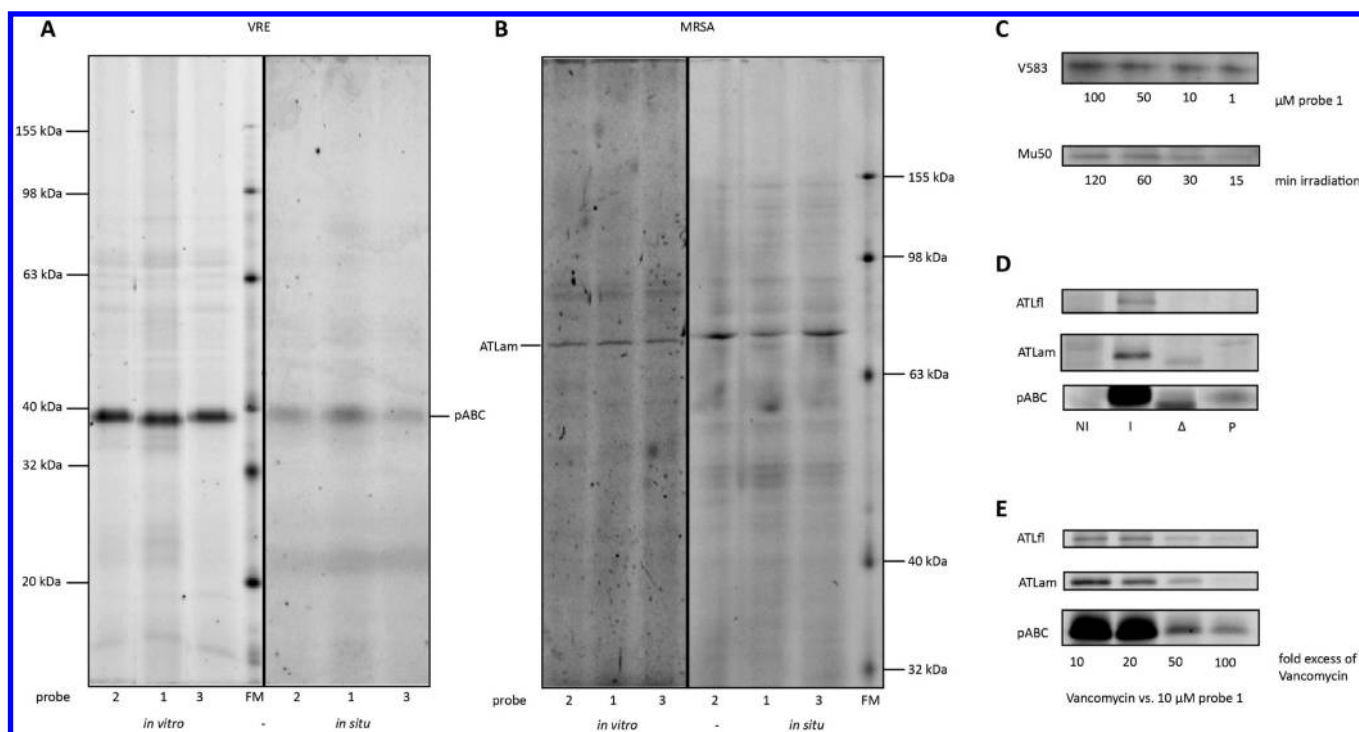 A
VRE
155 kDa
98 kDa
63 kDa
40 kDa
32 kDa
20 kDa
pABC
probe 2 1 3 FM 2 1 3
in vitro - in situ
B
MRSA
ATLam
155 kDa
98 kDa
63 kDa
40 kDa
32 kDa
2 1 3 2 1 3 FM
in vitro - in situ
C
V583
100 50 10 1 µM probe 1
Mu50
120 60 30 15 min irradiation
D
ATLfl
ATLam
pABC
NI I Δ P
E
ATLfl
ATLam
pABC
10 20 50 100 fold excess of
Vancomycin
Vancomycin vs. 10 µM probe 1